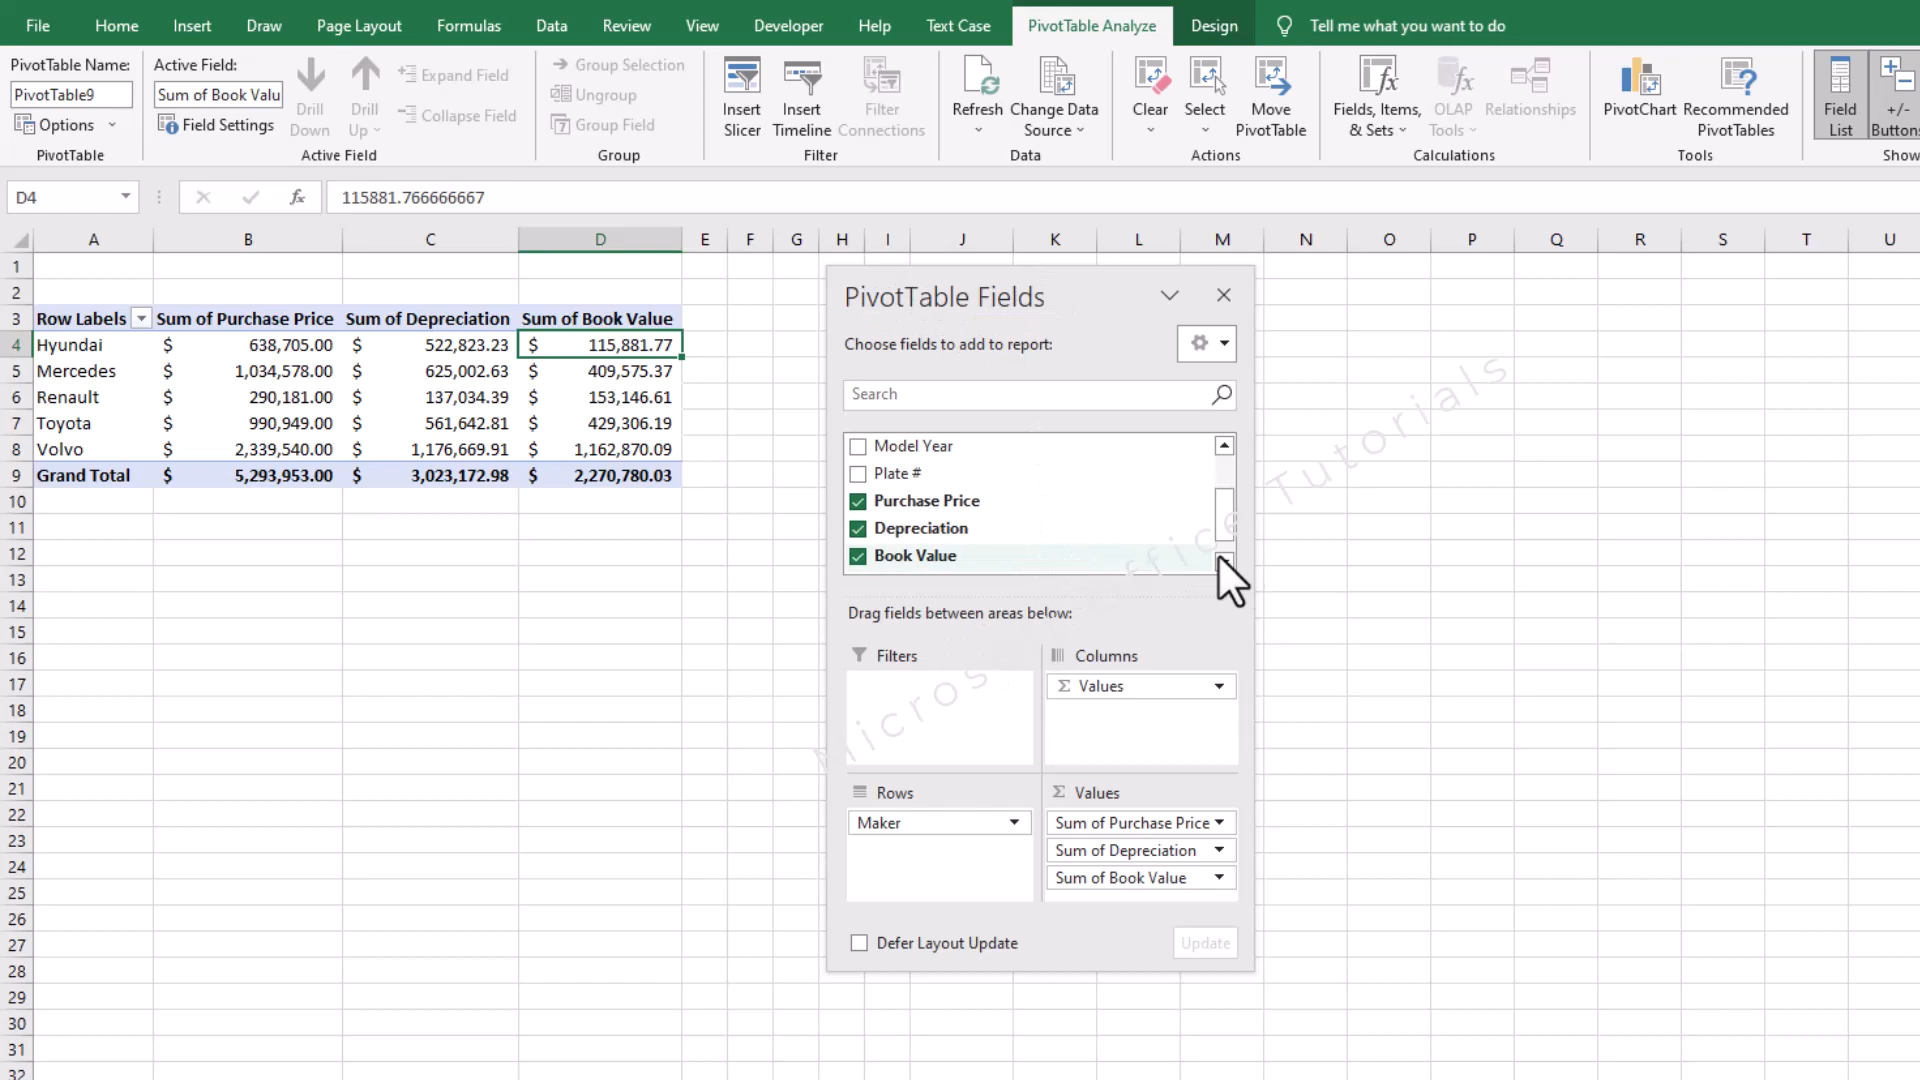 File Home Insert Draw Page Layout Formulas Data Review View Developer Help Text Case PivotTable Analyze Design Tell me what you want to do
PivotTable Name:
PivotTable9
Options
PivotTable
Active Field:
Sum of Book Valu
Field Settings
Drill Down
Drill Up
Expand Field
Collapse Field
Active Field
Group Selection
Ungroup
Group Field
Group
Insert Slicer
Insert Timeline
Filter Connections
Filter
Refresh
Change Data Source
Data
Clear
Select
Move PivotTable
Actions
Fields, Items, & Sets
OLAP Tools
Relationships
Calculations
PivotChart
Recommended PivotTables
Tools
Field List
+/- Buttons
Show
D4 fx 115881.766666667
A B C D E F G H I J K L M N O P Q R S T U
1
2
3 Row Labels Sum of Purchase Price Sum of Depreciation Sum of Book Value
4 Hyundai $ 638,705.00 $ 522,823.23 $ 115,881.77
5 Mercedes $ 1,034,578.00 $ 625,002.63 $ 409,575.37
6 Renault $ 290,181.00 $ 137,034.39 $ 153,146.61
7 Toyota $ 990,949.00 $ 561,642.81 $ 429,306.19
8 Volvo $ 2,339,540.00 $ 1,176,669.91 $ 1,162,870.09
9 Grand Total $ 5,293,953.00 $ 3,023,172.98 $ 2,270,780.03
10
11
12
13
14
15
16
17
18
19
20
21
22
23
24
25
26
27
28
29
30
31
32
PivotTable Fields
Choose fields to add to report:
Search
Model Year
Plate #
Purchase Price
Depreciation
Book Value
Drag fields between areas below:
Filters
Columns
Σ Values
Rows
Maker
Σ Values
Sum of Purchase Price
Sum of Depreciation
Sum of Book Value
Defer Layout Update
Update
Tutorials